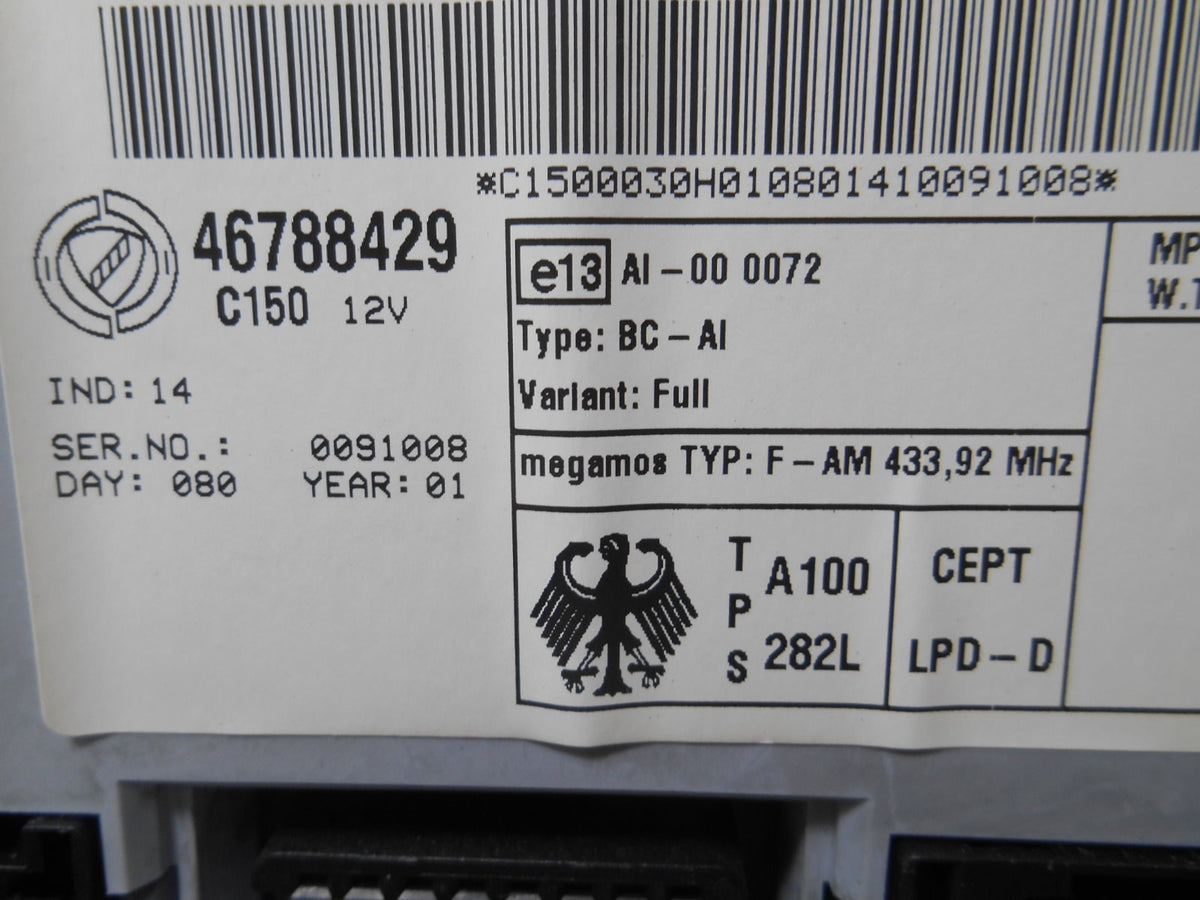 *C1500030H010801410091008*
46788429
C150 12V
IND: 14
SER.NO.: 0091008
DAY: 080 YEAR: 01
e13 AI-00 0072
Type: BC-AI
Variant: Full
megamos TYP: F-AM 433,92 MHz
T
P
S
A100
282L
CEPT
LPD-D
MP
W.